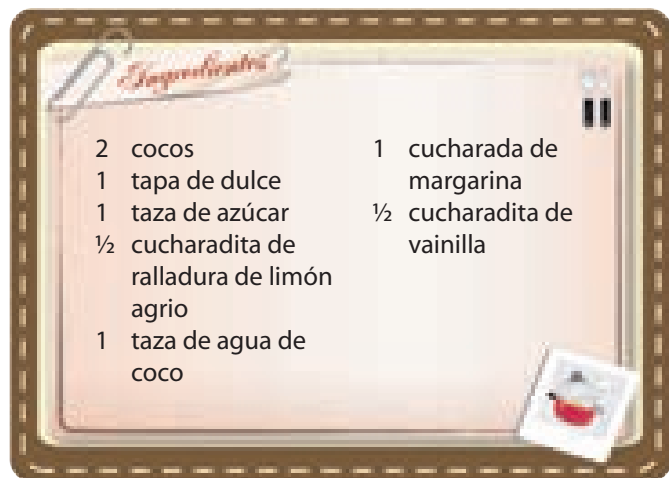 Ingredientes
2 cocos
1 tapa de dulce
1 taza de azúcar
½ cucharadita de
ralladura de limón
agrio
1 taza de agua de
coco
1 cucharada de
margarina
½ cucharadita de
vainilla